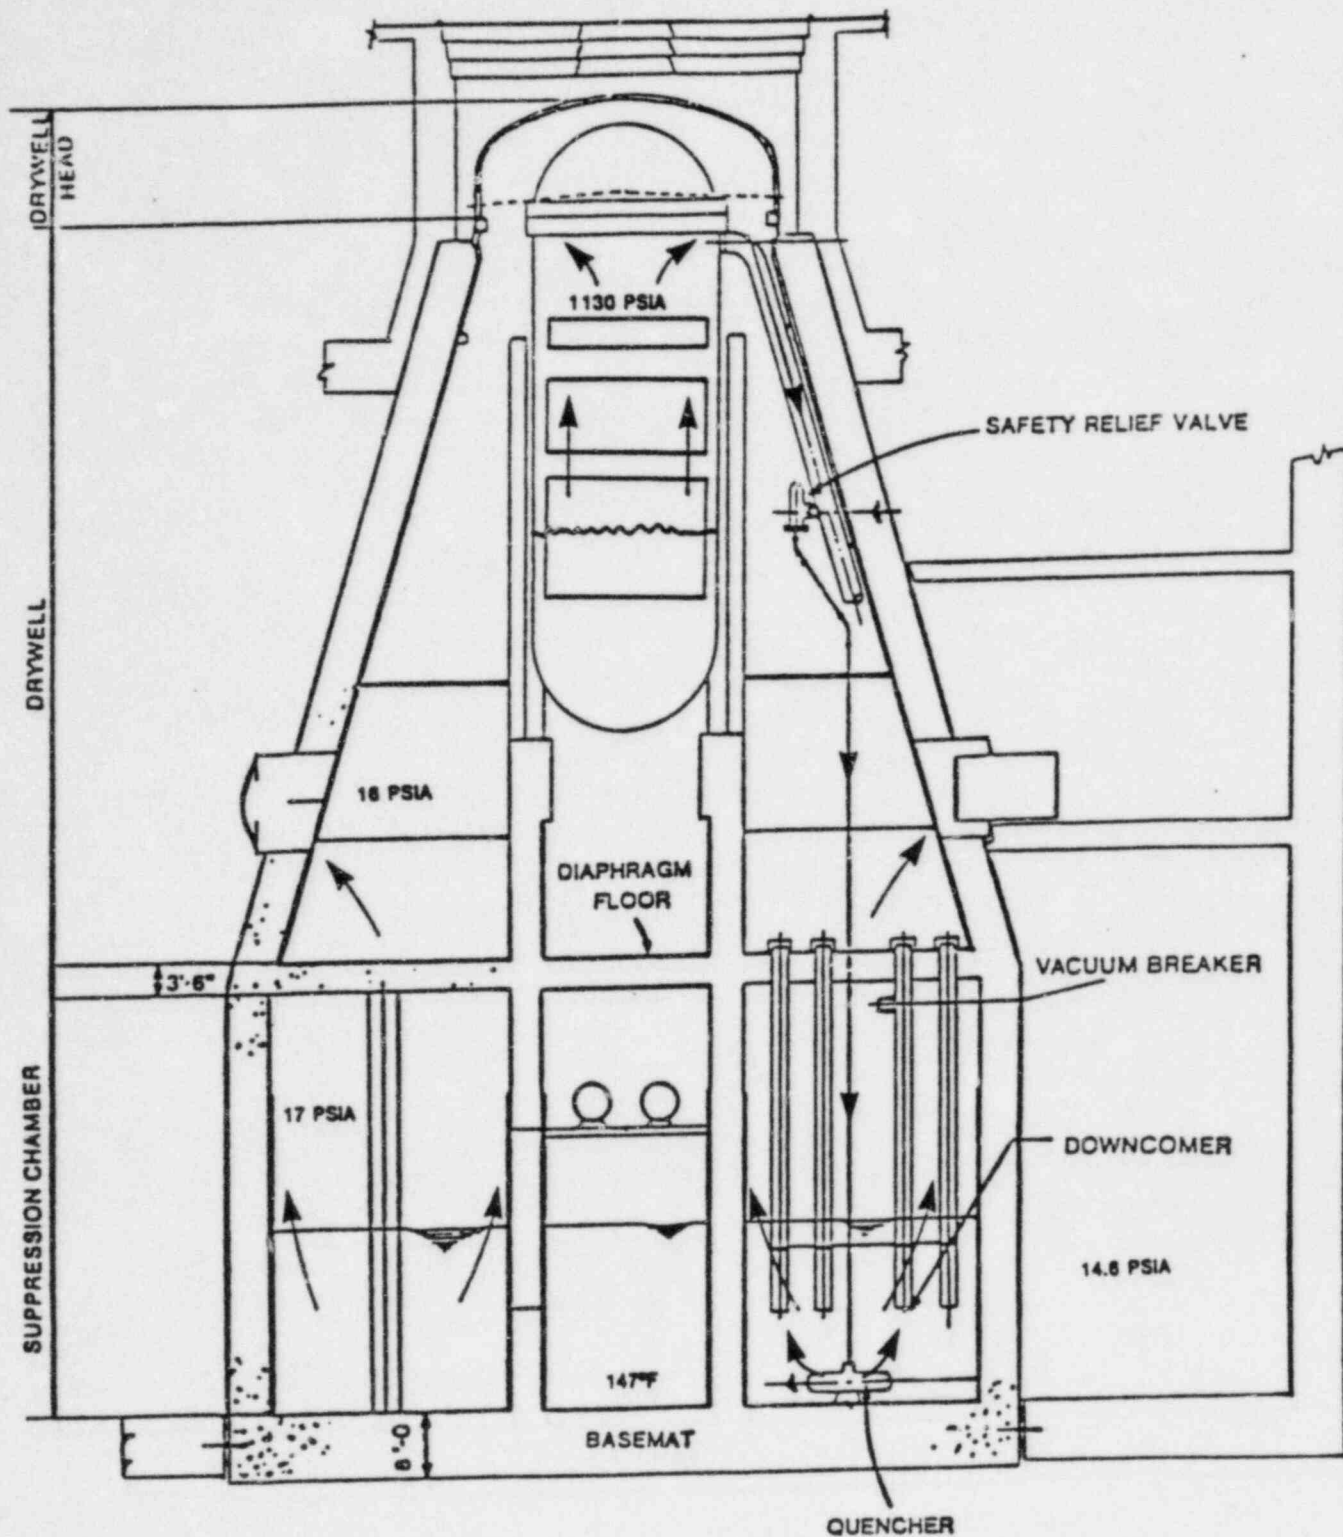 DRYWELL
HEAD
1130 PSIA
SAFETY RELIEF VALVE
DRYWELL
16 PSIA
DIAPHRAGM
FLOOR
VACUUM BREAKER
3'-6"
SUPPRESSION CHAMBER
17 PSIA
DOWNCOMER
14.6 PSIA
147°F
8'-0
BASEMAT
QUENCHER